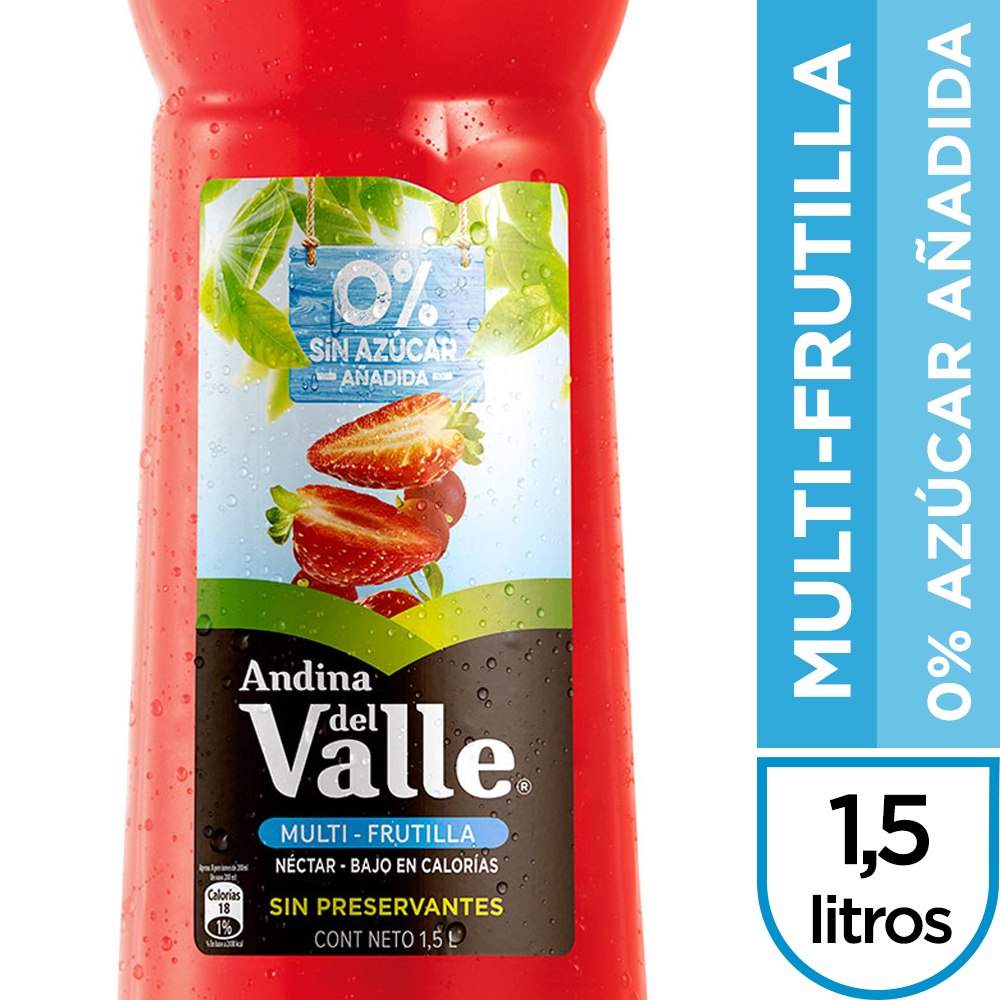 0%
SIN AZÚCAR
AÑADIDA
Andina
del
Valle®
MULTI - FRUTILLA
NÉCTAR - BAJO EN CALORÍAS
SIN PRESERVANTES
CONT NETO 1,5 L
Calorías
18
1%
MULTI-FRUTILLA
0% AZÚCAR AÑADIDA
1,5
litros